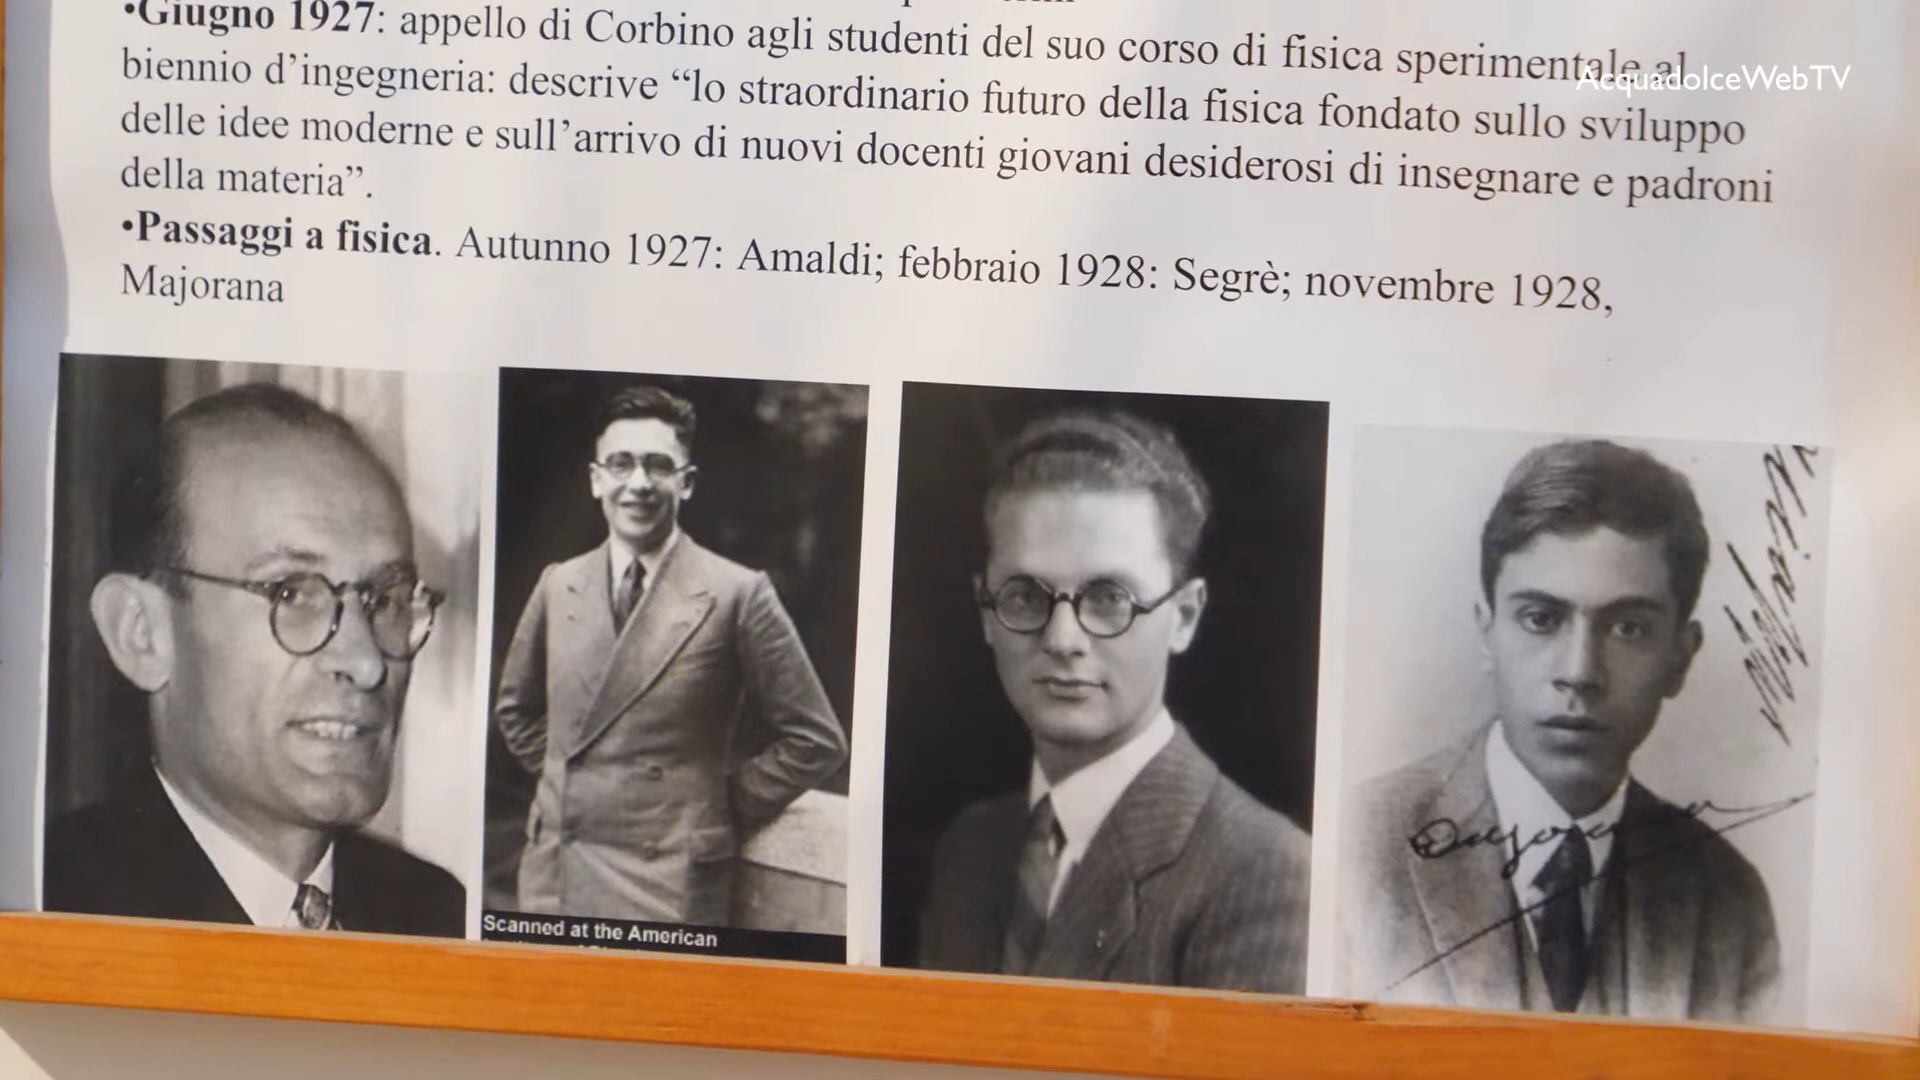 •Giugno 1927: appello di Corbino agli studenti del suo corso di fisica sperimentale al
AcquadolceWebTV
biennio d’ingegneria: descrive “lo straordinario futuro della fisica fondato sullo sviluppo
delle idee moderne e sull’arrivo di nuovi docenti giovani desiderosi di insegnare e padroni
della materia”.
•Passaggi a fisica. Autunno 1927: Amaldi; febbraio 1928: Segrè; novembre 1928,
Majorana
Scanned at the American